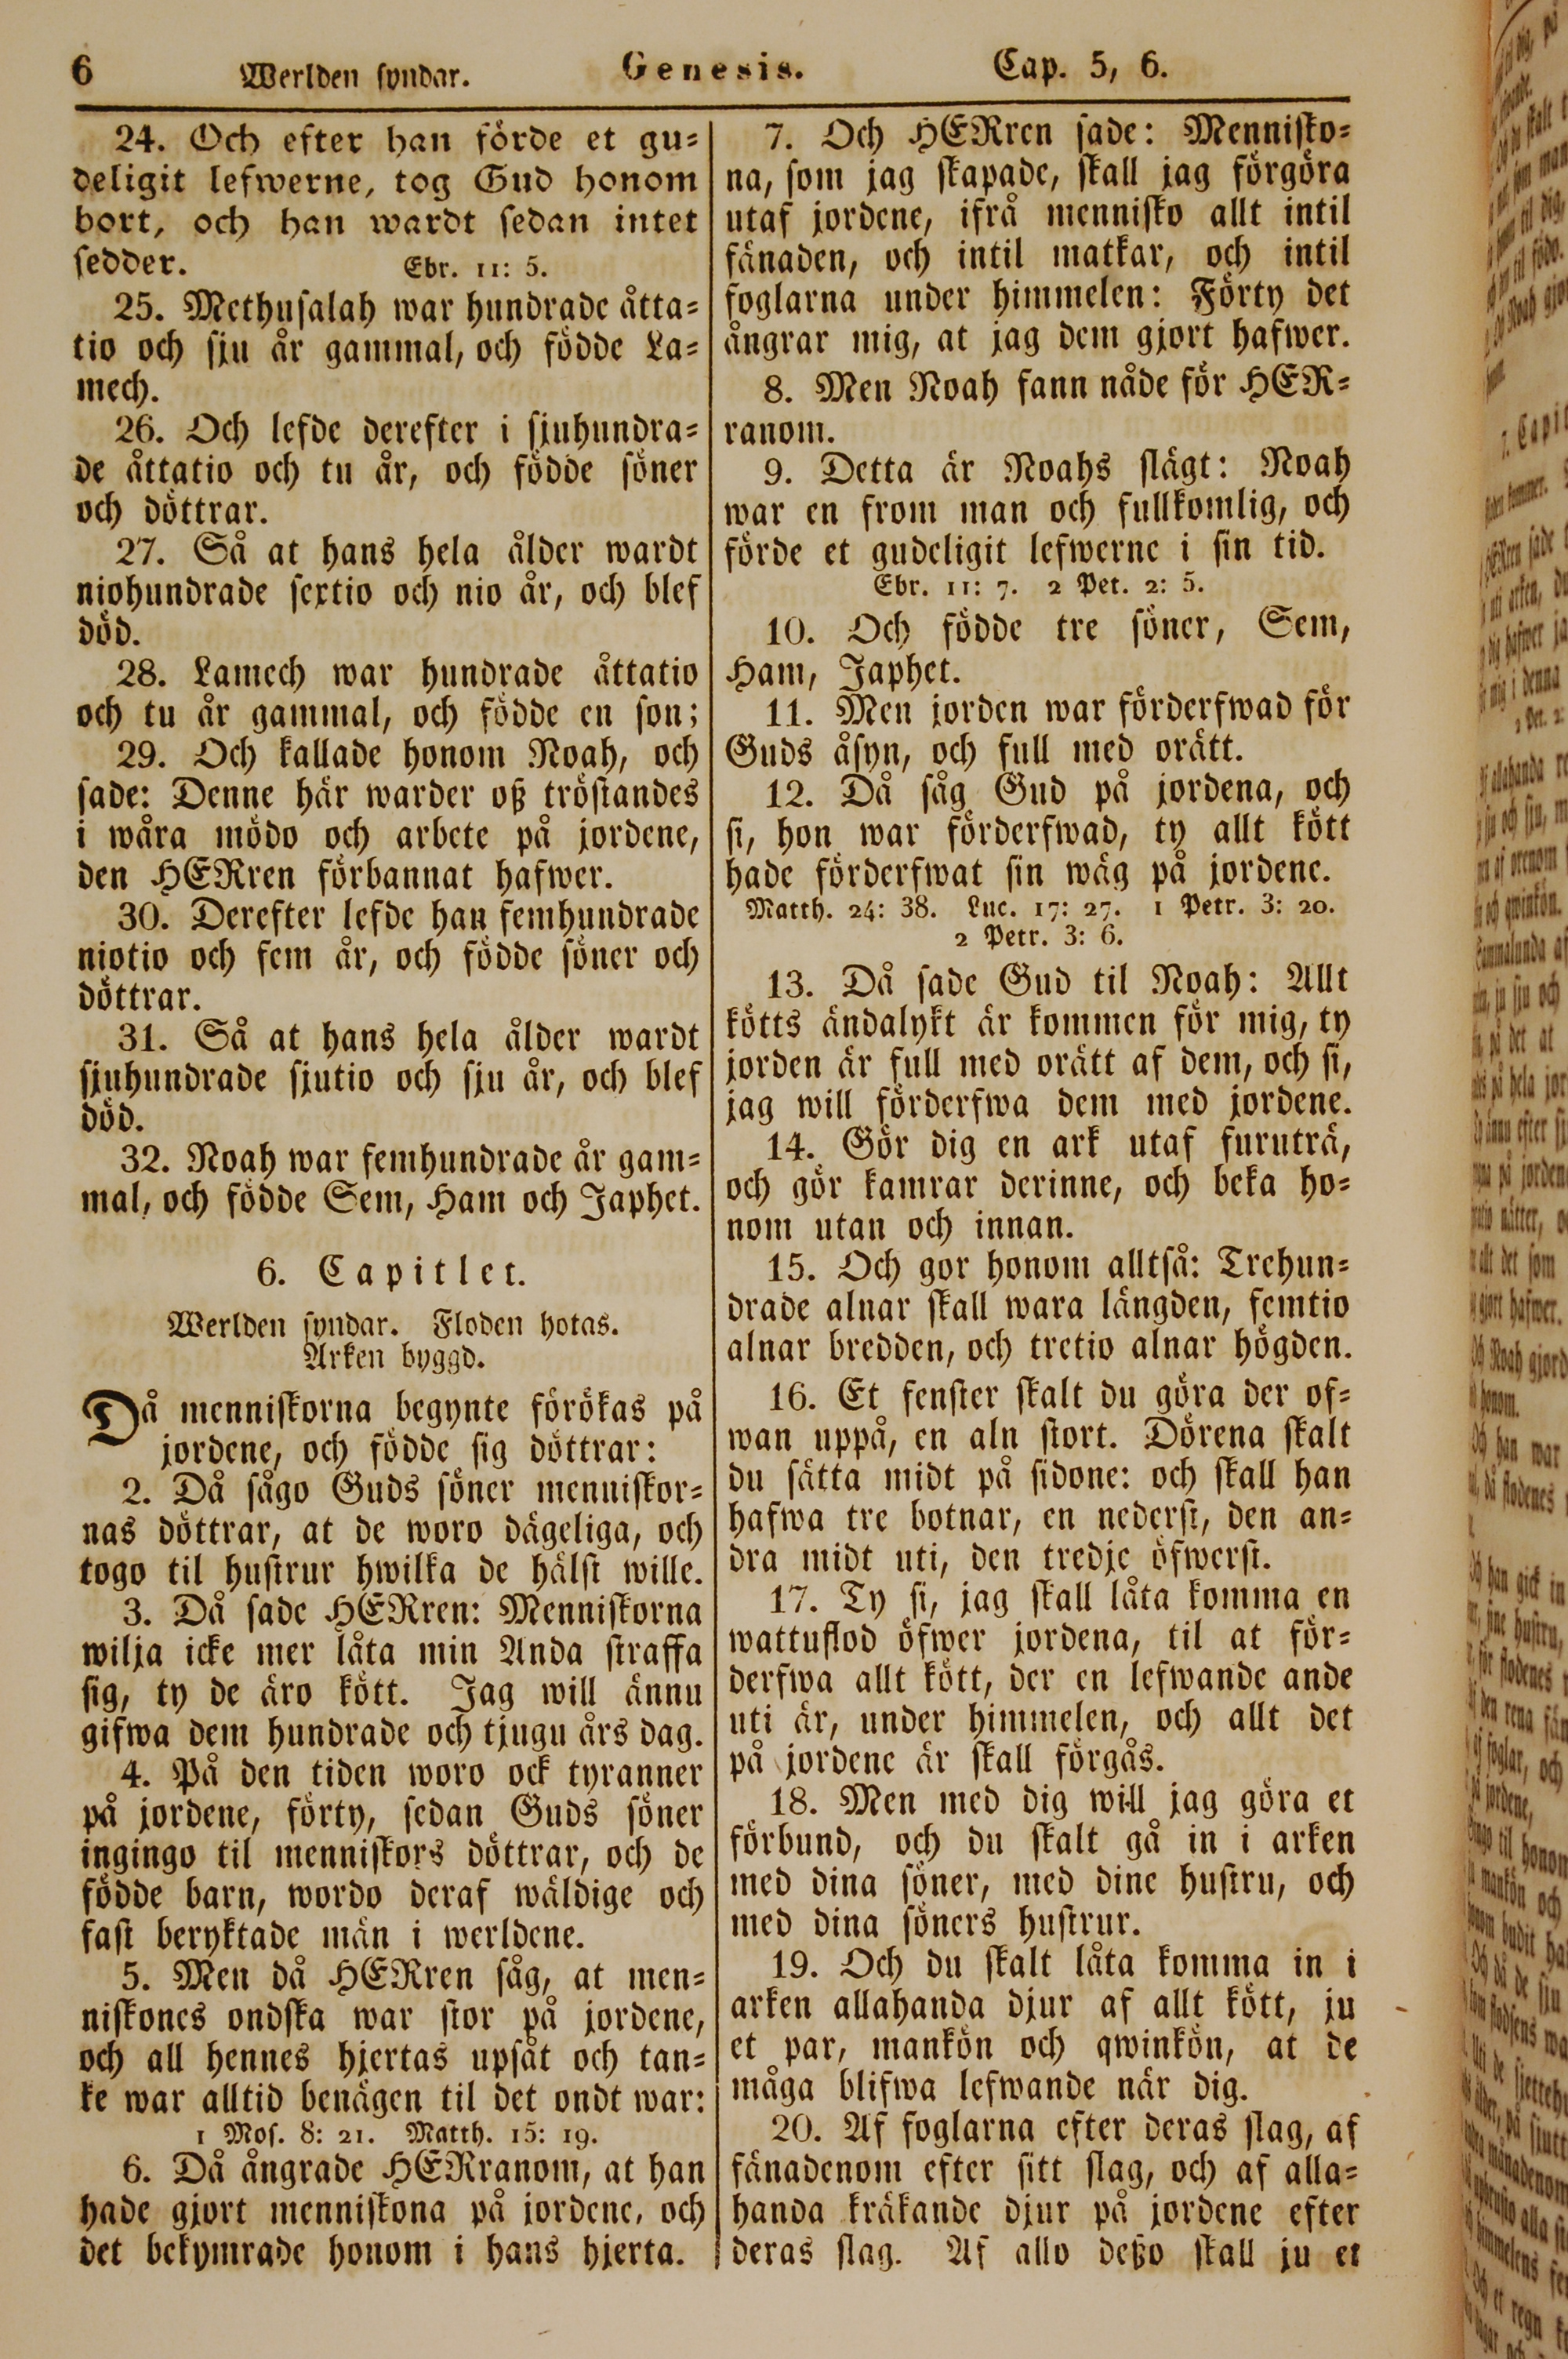 6 Werlden syndar. Genesis. Cap. 5, 6.
24. Och efter han förde et gu=
deligit lefwerne, tog Gud honom
bort, och han wardt sedan intet
sedder. Ebr. 11: 5.
25. Methusalah war hundrade åtta=
tio och sju år gammal, och födde La=
mech.
26. Och lefde derefter i sjuhundra=
de åttatio och tu år, och födde söner
och döttrar.
27. Så at hans hela ålder wardt
niohundrade sextio och nio år, och blef
död.
28. Lamech war hundrade åttatio
och tu år gammal, och födde en son;
29. Och kallade honom Noah, och
sade: Denne här warder oß tröstandes
i wåra mödo och arbete på jordene,
den HERren förbannat hafwer.
30. Derefter lefde han femhundrade
niotio och fem år, och födde söner och
döttrar.
31. Så at hans hela ålder wardt
sjuhundrade sjutio och sju år, och blef
död.
32. Noah war femhundrade år gam=
mal, och födde Sem, Ham och Japhet.
6. Capitlet.
Werlden syndar. Floden hotas.
Arken byggd.
Då menniskorna begynte förökas på
jordene, och födde sig döttrar:
2. Då sågo Guds söner menniskor=
nas döttrar, at de woro dägeliga, och
togo til hustrur hwilka de hälst wille.
3. Då sade HERren: Menniskorna
wilja icke mer låta min Anda straffa
sig, ty de äro kött. Jag will ännu
gifwa dem hundrade och tjugu års dag.
4. På den tiden woro ock tyranner
på jordene, förty, sedan Guds söner
ingingo til menniskors döttrar, och de
födde barn, wordo deraf wäldige och
fast beryktade män i werldene.
5. Men då HERren såg, at men=
niskones ondska war stor på jordene,
och all hennes hjertas upsåt och tan=
ke war alltid benägen til det ondt war:
1 Mos. 8: 21. Matth. 15: 19.
6. Då ångrade HERranom, at han
hade gjort menniskona på jordene, och
det bekymrade honom i hans hjerta.
7. Och HERren sade: Mennisko=
na, som jag skapade, skall jag förgöra
utaf jordene, ifrå mennisko allt intil
fänaden, och intil matkar, och intil
foglarna under himmelen: Förty det
ångrar mig, at jag dem gjort hafwer.
8. Men Noah fann nåde för HER=
ranom.
9. Detta är Noahs slägt: Noah
war en from man och fullkomlig, och
förde et gudeligit lefwerne i sin tid.
Ebr. 11: 7. 2 Pet. 2: 5.
10. Och födde tre söner, Sem,
Ham, Japhet.
11. Men jorden war förderfwad för
Guds åsyn, och full med orätt.
12. Då såg Gud på jordena, och
si, hon war förderfwad, ty allt kött
hade förderfwat sin wäg på jordene.
Matth. 24: 38. Luc. 17: 27. 1 Petr. 3: 20.
2 Petr. 3: 6.
13. Då sade Gud til Noah: Allt
kötts ändalykt är kommen för mig, ty
jorden är full med orätt af dem, och si,
jag will förderfwa dem med jordene.
14. Gör dig en ark utaf furuträ,
och gör kamrar derinne, och beka ho=
nom utan och innan.
15. Och gor honom alltså: Trehun=
drade alnar skall wara längden, femtio
alnar bredden, och tretio alnar högden.
16. Et fenster skalt du göra der of=
wan uppå, en aln stort. Dörena skalt
du sätta midt på sidone: och skall han
hafwa tre botnar, en nederst, den an=
dra midt uti, den tredje öfwerst.
17. Ty si, jag skall låta komma en
wattuflod öfwer jordena, til at för=
derfwa allt kött, der en lefwande ande
uti är, under himmelen, och allt det
på jordene är skall förgås.
18. Men med dig will jag göra et
förbund, och du skalt gå in i arken
med dina söner, med dine hustru, och
med dina söners hustrur.
19. Och du skalt låta komma in i
arken allahanda djur af allt kött, ju
et par, mankön och qwinkön, at de
måga blifwa lefwande när dig.
20. Af foglarna efter deras slag, af
fänadenom efter sitt slag, och af alla=
handa kräkande djur på jordene efter
deras slag. Af allo deßo skall ju et